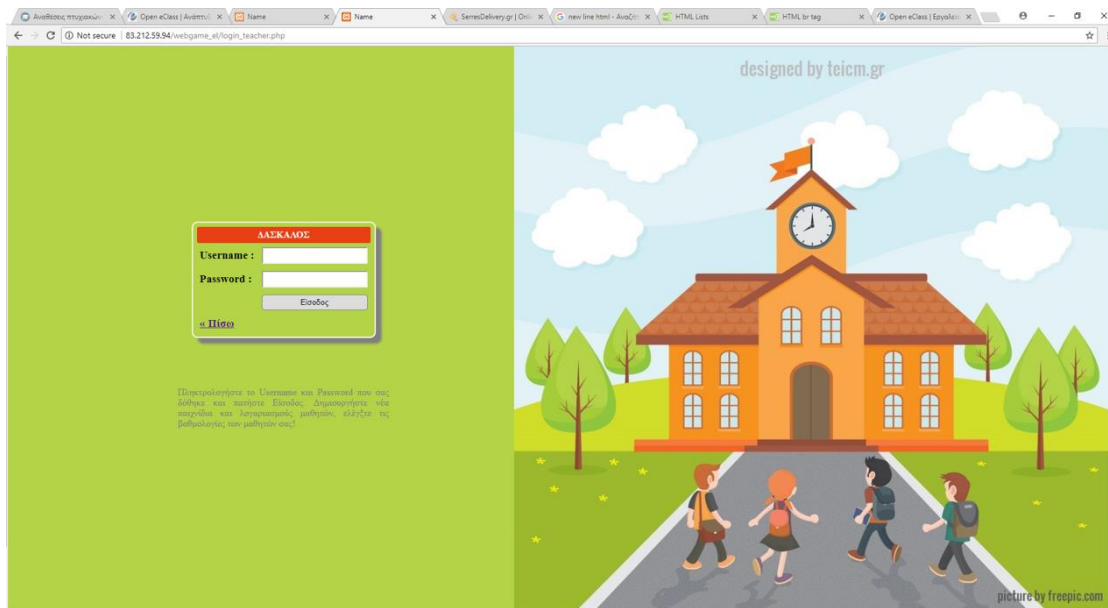 Αναθέσεις πτυχιακών
Open eClass | Ανάπτυξ
Name
Name
SerresDelivery.gr | Onli
new line html - Αναζήτ
HTML Lists
HTML br tag
Open eClass | Εργαλεί
Not secure | 83.212.59.94/webgame_el/login_teacher.php
designed by teicm.gr
ΔΑΣΚΑΛΟΣ
Username :
Password :
Είσοδος
« Πίσω
Πληκτρολογήστε το Username και Password που σας
δόθηκε και πατήστε Είσοδος. Δημιουργήστε νέα
παιχνίδια και λογαριασμούς μαθητών, ελέγξτε τις
βαθμολογίες των μαθητών σας!
picture by freepic.com